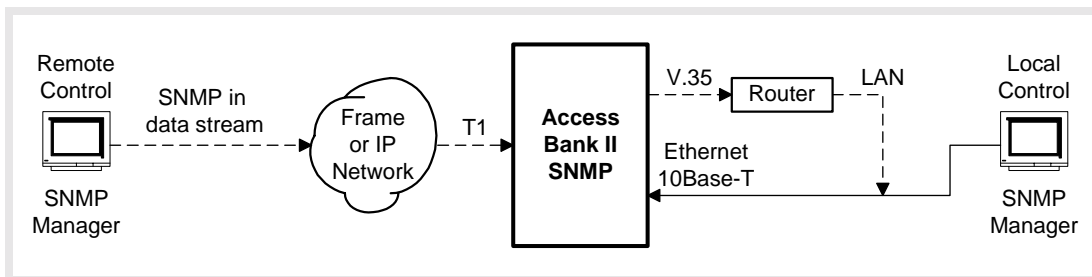 Remote
Control
SNMP
Manager
SNMP in
data stream
Frame
or IP
Network
T1
Access
Bank II
SNMP
V.35
Router
LAN
Ethernet
10Base-T
Local
Control
SNMP
Manager